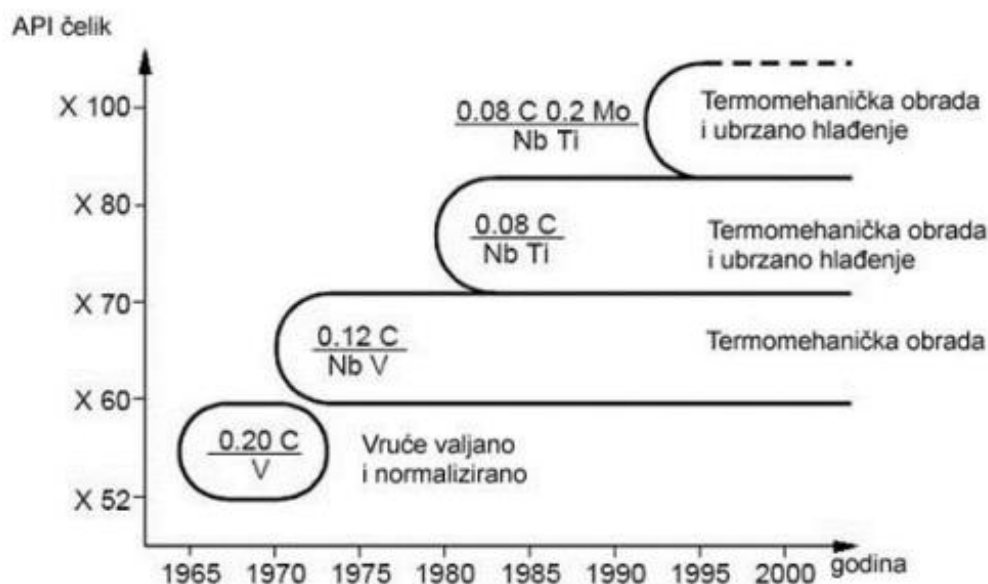 API čelik
X 100
0.08 C 0.2 Mo
Nb Ti
Termomehanička obrada
i ubrzano hlađenje
X 80
0.08 C
Nb Ti
Termomehanička obrada
i ubrzano hlađenje
X 70
0.12 C
Nb V
Termomehanička obrada
X 60
0.20 C
V
Vruće valjano
i normalizirano
X 52
1965 1970 1975 1980 1985 1990 1995 2000 godina